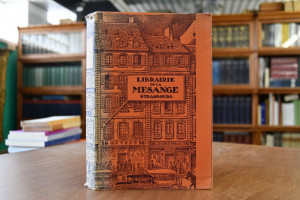 LIBRAIRIE
DE LA
MESANGE
STRASBOURG